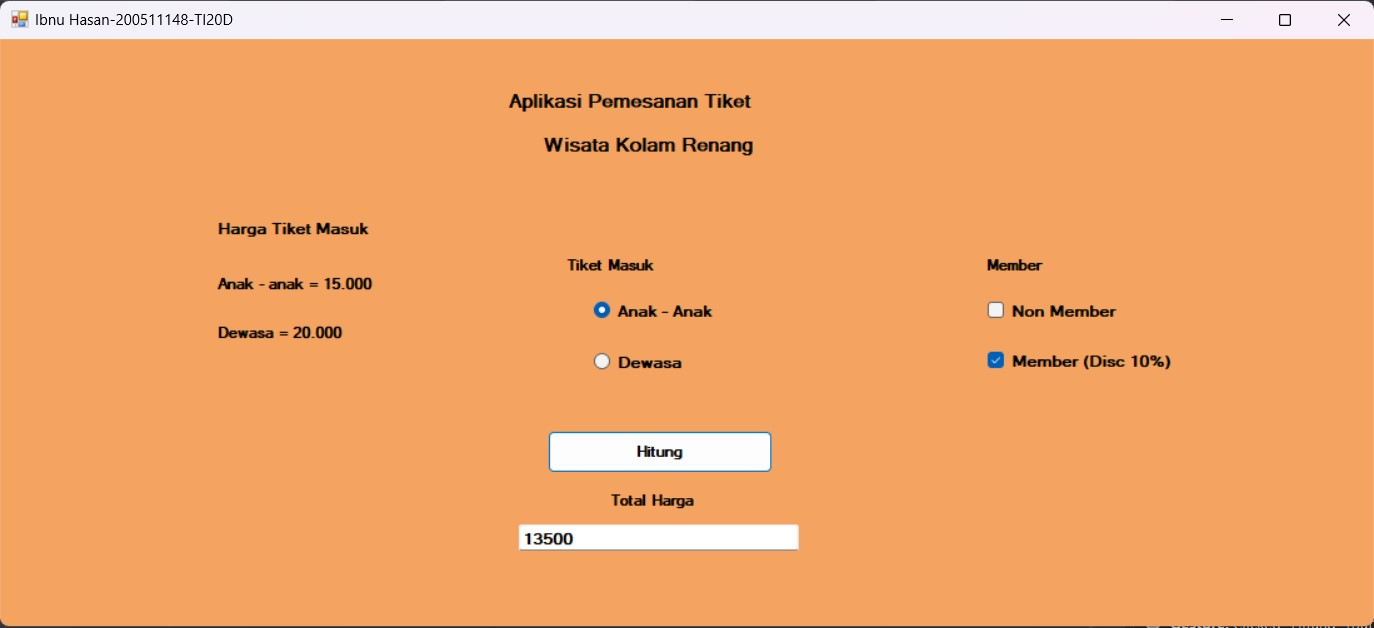 Ibnu Hasan-200511148-TI20D
Aplikasi Pemesanan Tiket
Wisata Kolam Renang
Harga Tiket Masuk
Anak - anak = 15.000
Dewasa = 20.000
Tiket Masuk
Anak - Anak
Dewasa
Member
Non Member
Member (Disc 10%)
Hitung
Total Harga
13500